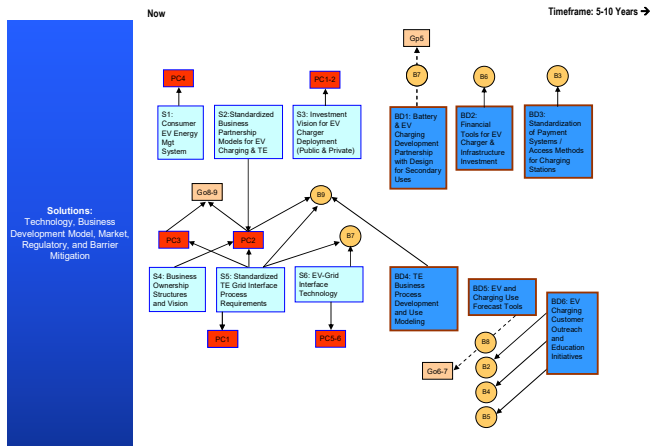 Now
Timeframe: 5-10 Years →
Gp5
PC4
PC1-2
B7
B6
B3
S1:
Consumer
EV Energy
Mgt
System
S2:Standardized
Business
Partnership
Models for EV
Charging & TE
S3: Investment
Vision for EV
Charger
Deployment
(Public & Private)
BD1: Battery
& EV
Charging
Development
Partnership
with Design
for Secondary
Uses
BD2:
Financial
Tools for EV
Charger &
Infrastructure
Investment
BD3:
Standardization
of Payment
Systems /
Access Methods
for Charging
Stations
Go8-9
B9
Solutions:
Technology, Business
Development Model, Market,
Regulatory, and Barrier
Mitigation
PC3
PC2
B7
S4: Business
Ownership
Structures
and Vision
S5: Standardized
TE Grid Interface
Process
Requirements
S6: EV-Grid
Interface
Technology
BD4: TE
Business
Process
Development
and Use
Modeling
BD5: EV and
Charging Use
Forecast Tools
BD6: EV
Charging
Customer
Outreach
and
Education
Initiatives
PC1
PC5-6
B8
Go6-7
B2
B4
B5